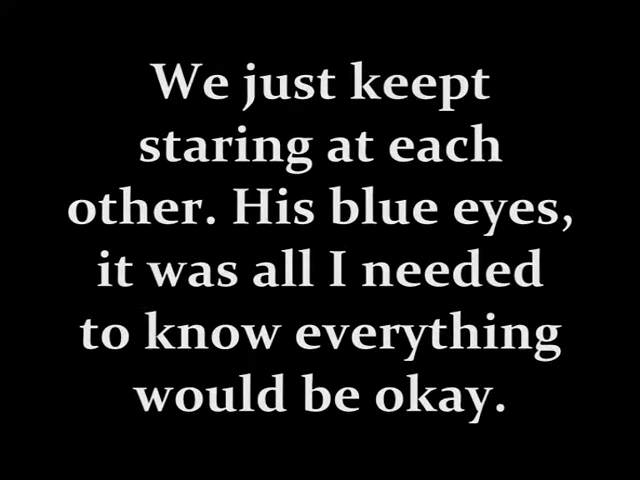 We just keept
staring at each
other. His blue eyes,
it was all I needed
to know everything
would be okay.